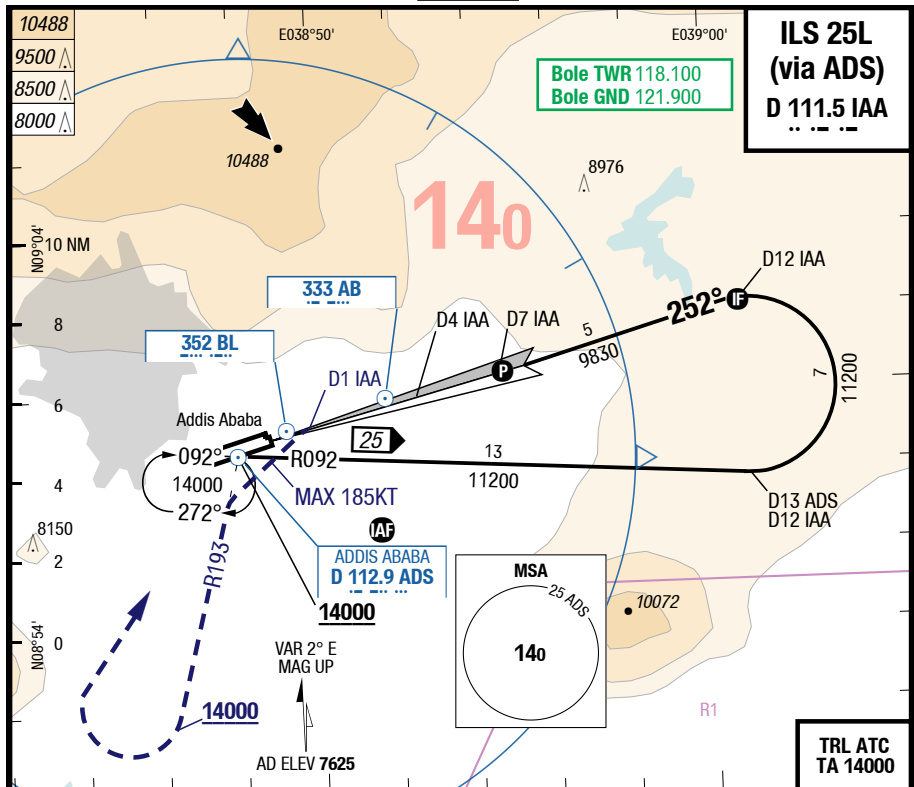 10488
9500
8500
8000
E038°50'
E039°00'
ILS 25L
(via ADS)
D 111.5 IAA
Bole TWR 118.100
Bole GND 121.900
10488
8976
140
N09°04'
10 NM
8
6
4
2
0
N08°54'
333 AB
352 BL
D12 IAA
IF
252°
D4 IAA
D7 IAA
5
9830
P
7
11200
D1 IAA
Addis Ababa
25
092°
R092
13
11200
14000
272°
MAX 185KT
D13 ADS
D12 IAA
8150
IAF
ADDIS ABABA
D 112.9 ADS
R193
14000
MSA
25 ADS
140
10072
VAR 2° E
MAG UP
14000
R1
AD ELEV 7625
TRL ATC
TA 14000